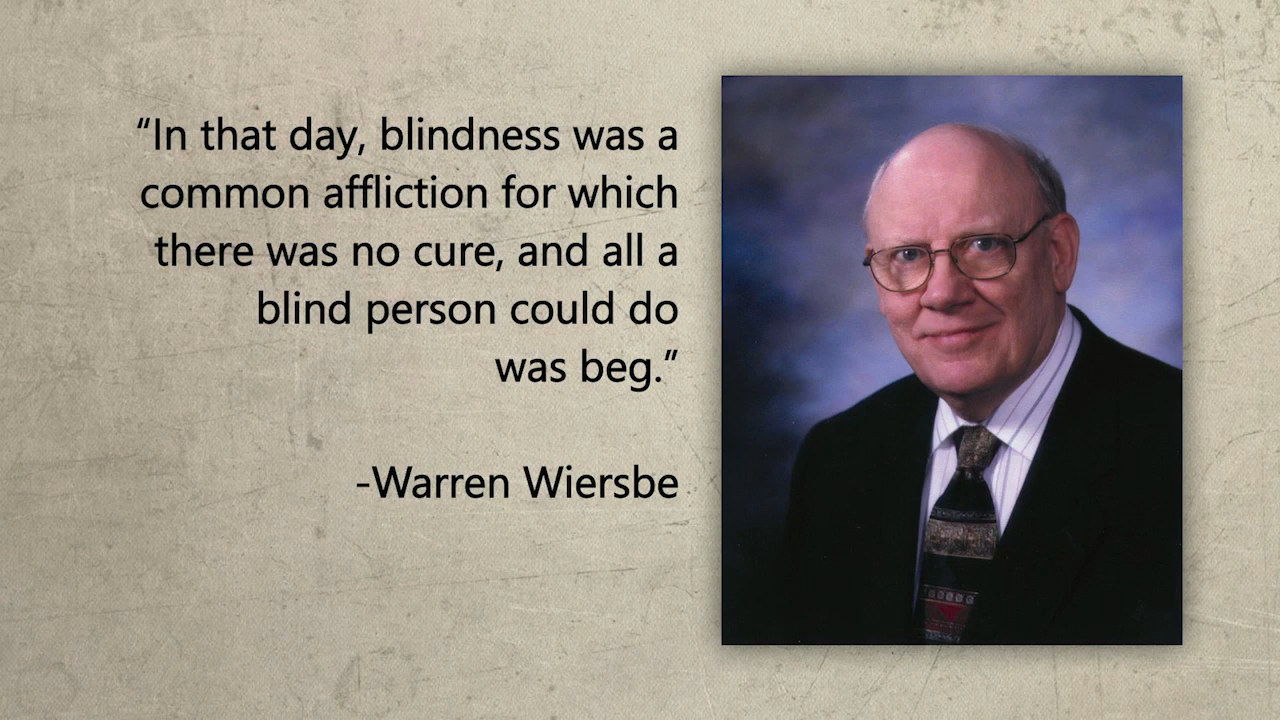 “In that day, blindness was a
common affliction for which
there was no cure, and all a
blind person could do
was beg.”
-Warren Wiersbe